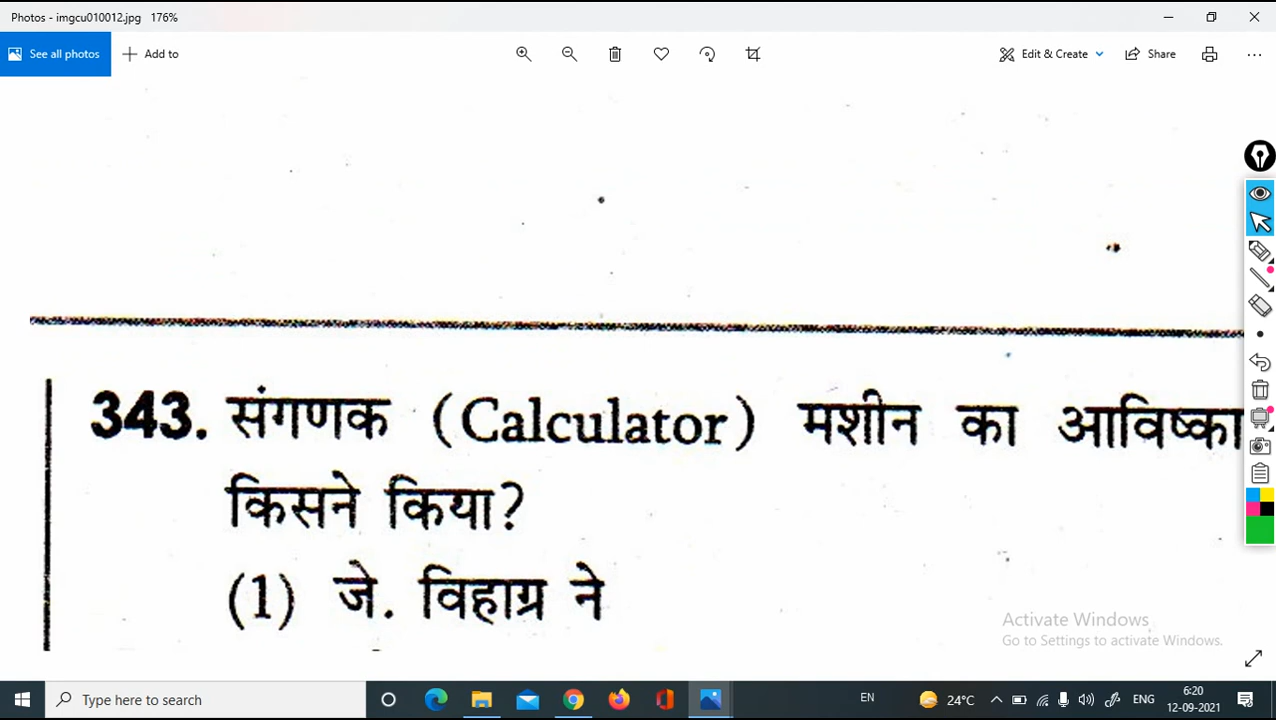 Photos - imgcu010012.jpg 176%
See all photos
Add to
Edit & Create
Share
343. संगणक (Calculator) मशीन का आविष्का
किसने किया?
(1) जे. विहाग्र ने
Activate Windows
Go to Settings to activate Windows.
Type here to search
EN
24°C
ENG
6:20
12-09-2021